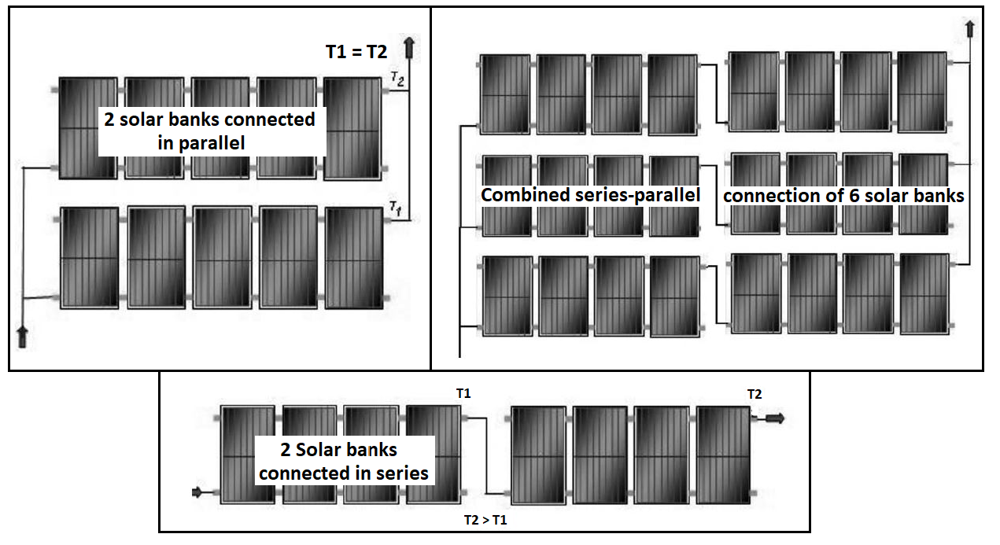 T1 = T2
T2
2 solar banks connected
in parallel
T1
Combined series-parallel
connection of 6 solar banks
T1
T2
2 Solar banks
connected in series
T2 > T1